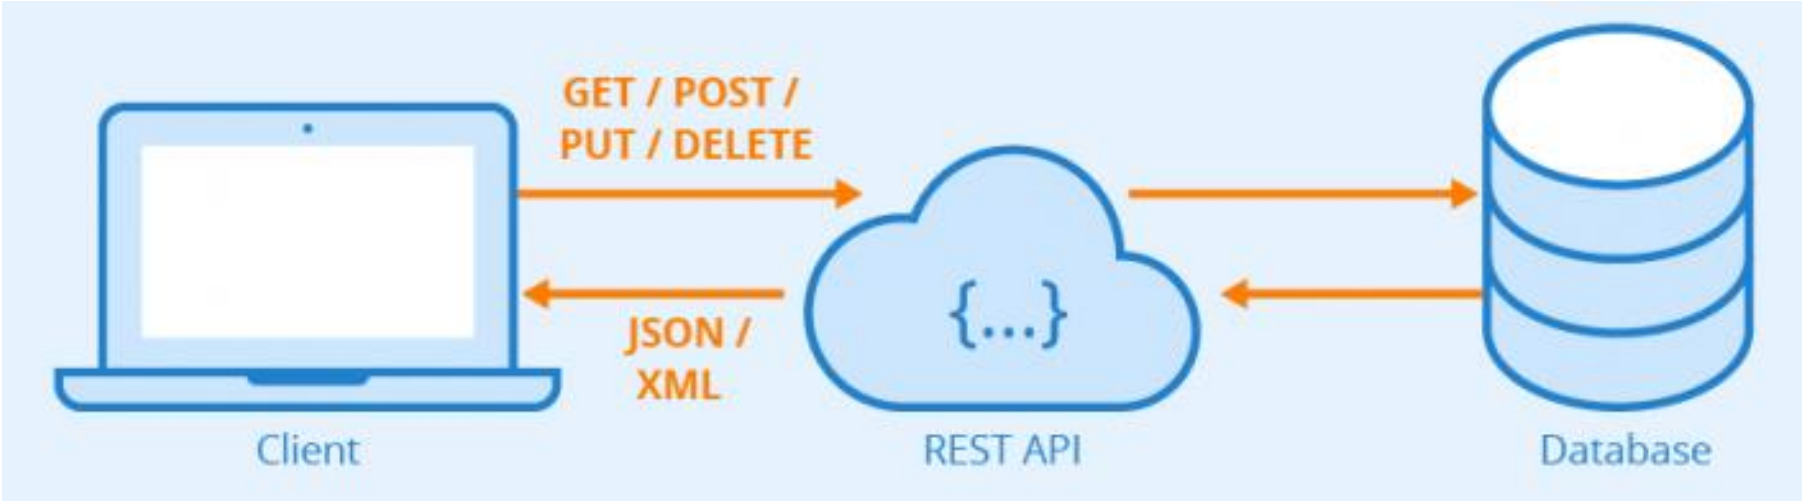 GET / POST /
PUT / DELETE
{...}
JSON /
XML
Client
REST API
Database